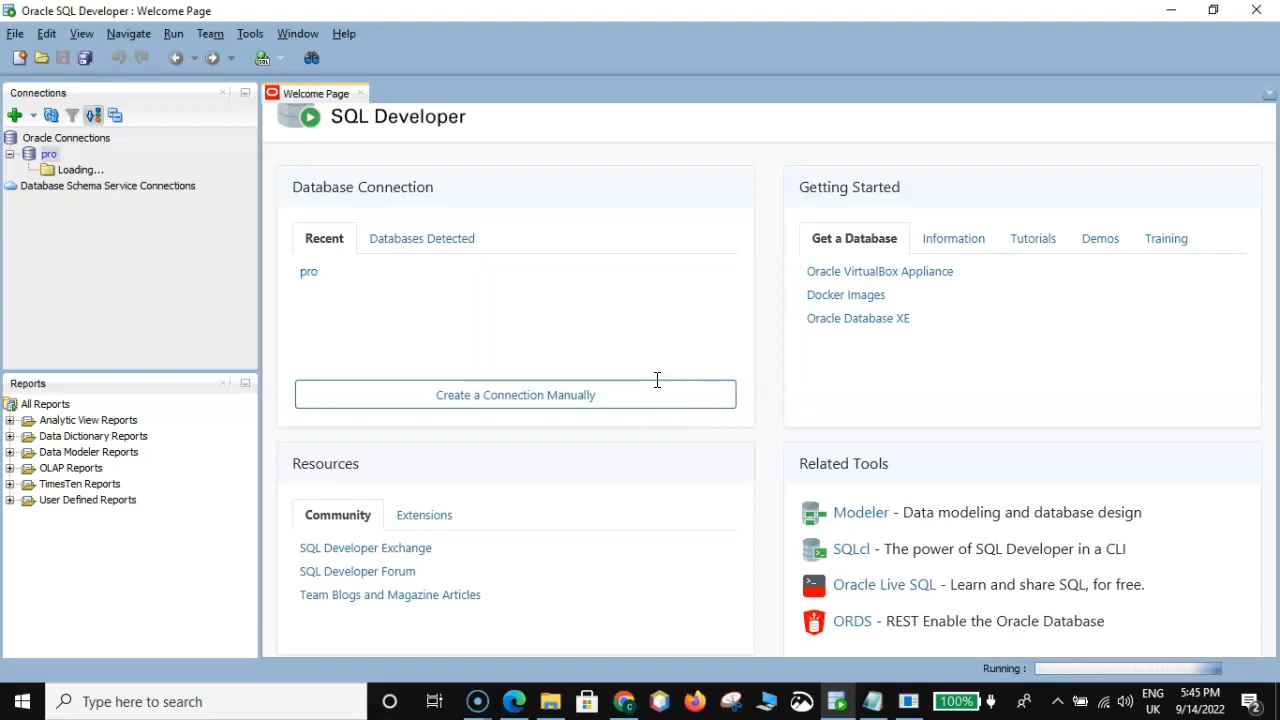 Oracle SQL Developer : Welcome Page
File Edit View Navigate Run Team Tools Window Help
Connections
Oracle Connections
pro
Loading...
Database Schema Service Connections
Reports
All Reports
Analytic View Reports
Data Dictionary Reports
Data Modeler Reports
OLAP Reports
TimesTen Reports
User Defined Reports
Welcome Page
SQL Developer
Database Connection
Recent Databases Detected
pro
Create a Connection Manually
Getting Started
Get a Database Information Tutorials Demos Training
Oracle VirtualBox Appliance
Docker Images
Oracle Database XE
Resources
Community Extensions
SQL Developer Exchange
SQL Developer Forum
Team Blogs and Magazine Articles
Related Tools
Modeler - Data modeling and database design
SQLcl - The power of SQL Developer in a CLI
Oracle Live SQL - Learn and share SQL, for free.
ORDS - REST Enable the Oracle Database
Running :
Type here to search
100%
ENG
UK
5:45 PM
9/14/2022
2